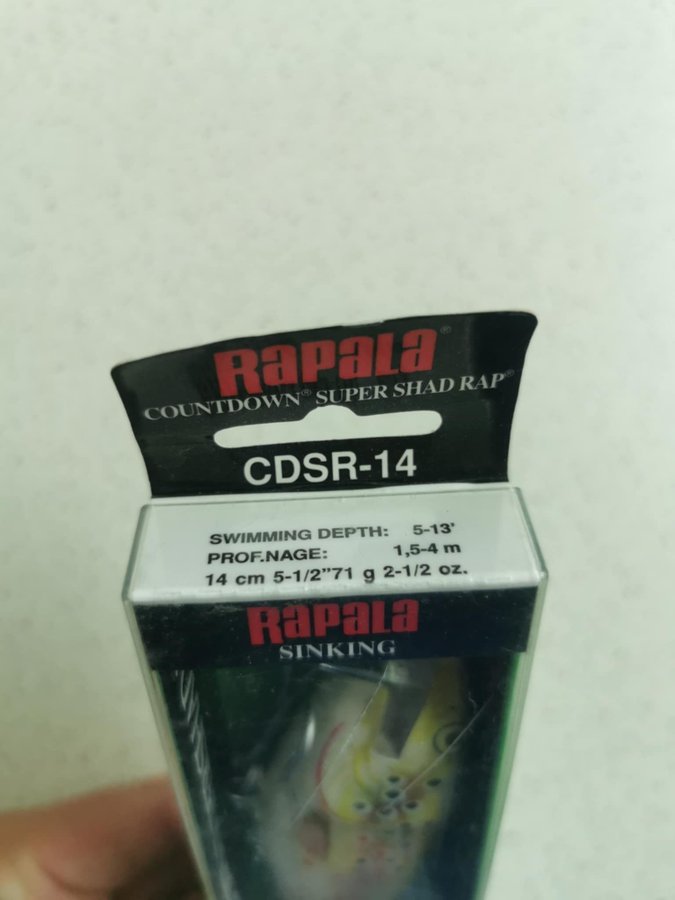 RAPALA®
COUNTDOWN® SUPER SHAD RAP®
CDSR-14
SWIMMING DEPTH: 5-13'
PROF.NAGE: 1,5-4 m
14 cm 5-1/2"71 g 2-1/2 oz.
RAPALA
SINKING